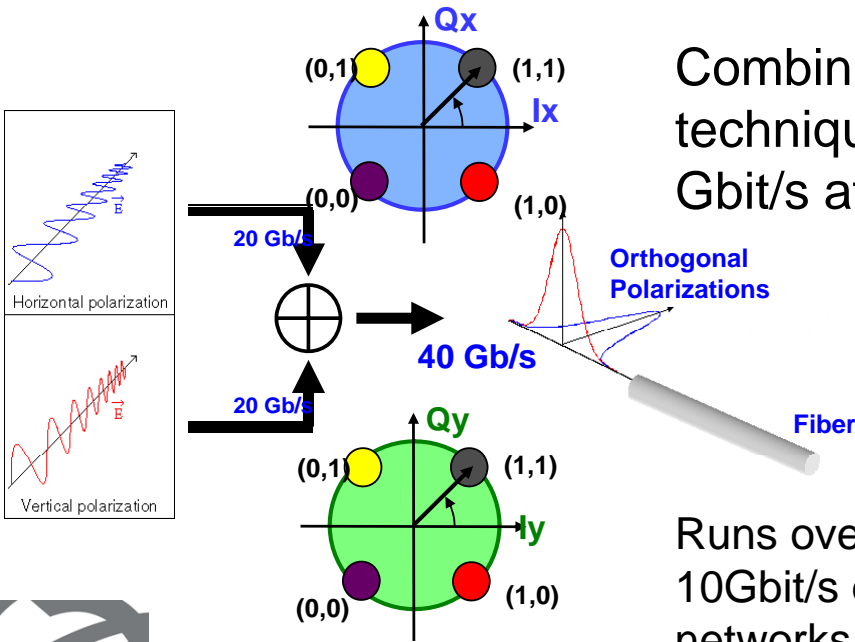 Qx
(0,1)
(1,1)
Ix
(0,0)
(1,0)
E
Horizontal polarization
E
Vertical polarization
20 Gb/s
20 Gb/s
40 Gb/s
Orthogonal
Polarizations
Fiber
Qy
(0,1)
(1,1)
Iy
(0,0)
(1,0)
Combin
techniqu
Gbit/s a
Runs ove
10Gbit/s
networks